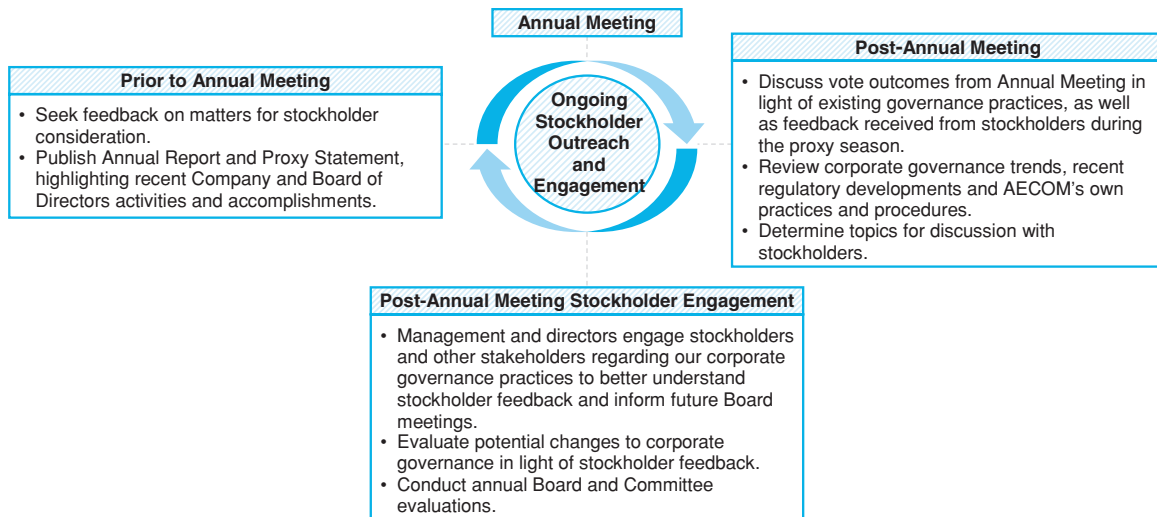 Annual Meeting
Prior to Annual Meeting
• Seek feedback on matters for stockholder
consideration.
• Publish Annual Report and Proxy Statement,
highlighting recent Company and Board of
Directors activities and accomplishments.
Ongoing
Stockholder
Outreach
and
Engagement
Post-Annual Meeting
• Discuss vote outcomes from Annual Meeting in
light of existing governance practices, as well
as feedback received from stockholders during
the proxy season.
• Review corporate governance trends, recent
regulatory developments and AECOM's own
practices and procedures.
• Determine topics for discussion with
stockholders.
Post-Annual Meeting Stockholder Engagement
• Management and directors engage stockholders
and other stakeholders regarding our corporate
governance practices to better understand
stockholder feedback and inform future Board
meetings.
• Evaluate potential changes to corporate
governance in light of stockholder feedback.
• Conduct annual Board and Committee
evaluations.